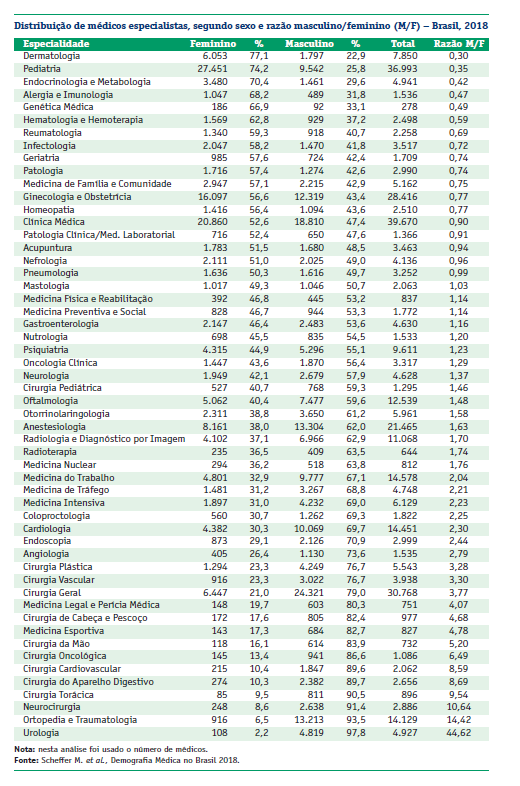 Distribuição de médicos especialistas, segundo sexo e razão masculino/feminino (M/F) – Brasil, 2018
Especialidade Feminino % Masculino % Total Razão M/F
Dermatologia 6.053 77,1 1.797 22,9 7.850 0,30
Pediatria 27.451 74,2 9.542 25,8 36.993 0,35
Endocrinologia e Metabologia 3.480 70,4 1.461 29,6 4.941 0,42
Alergia e Imunologia 1.047 68,2 489 31,8 1.536 0,47
Genética Médica 186 66,9 92 33,1 278 0,49
Hematologia e Hemoterapia 1.569 62,8 929 37,2 2.498 0,59
Reumatologia 1.340 59,3 918 40,7 2.258 0,69
Infectologia 2.047 58,2 1.470 41,8 3.517 0,72
Geriatria 985 57,6 724 42,4 1.709 0,74
Patologia 1.716 57,4 1.274 42,6 2.990 0,74
Medicina de Família e Comunidade 2.947 57,1 2.215 42,9 5.162 0,75
Ginecologia e Obstetrícia 16.097 56,6 12.319 43,4 28.416 0,77
Homeopatia 1.416 56,4 1.094 43,6 2.510 0,77
Clínica Médica 20.860 52,6 18.810 47,4 39.670 0,90
Patologia Clínica/Med. Laboratorial 716 52,4 650 47,6 1.366 0,91
Acupuntura 1.783 51,5 1.680 48,5 3.463 0,94
Nefrologia 2.111 51,0 2.025 49,0 4.136 0,96
Pneumologia 1.636 50,3 1.616 49,7 3.252 0,99
Mastologia 1.017 49,3 1.046 50,7 2.063 1,03
Medicina Física e Reabilitação 392 46,8 445 53,2 837 1,14
Medicina Preventiva e Social 828 46,7 944 53,3 1.772 1,14
Gastroenterologia 2.147 46,4 2.483 53,6 4.630 1,16
Nutrologia 698 45,5 835 54,5 1.533 1,20
Psiquiatria 4.315 44,9 5.296 55,1 9.611 1,23
Oncologia Clínica 1.447 43,6 1.870 56,4 3.317 1,29
Neurologia 1.949 42,1 2.679 57,9 4.628 1,37
Cirurgia Pediátrica 527 40,7 768 59,3 1.295 1,46
Oftalmologia 5.062 40,4 7.477 59,6 12.539 1,48
Otorrinolaringologia 2.311 38,8 3.650 61,2 5.961 1,58
Anestesiologia 8.161 38,0 13.304 62,0 21.465 1,63
Radiologia e Diagnóstico por Imagem 4.102 37,1 6.966 62,9 11.068 1,70
Radioterapia 235 36,5 409 63,5 644 1,74
Medicina Nuclear 294 36,2 518 63,8 812 1,76
Medicina do Trabalho 4.801 32,9 9.777 67,1 14.578 2,04
Medicina de Tráfego 1.481 31,2 3.267 68,8 4.748 2,21
Medicina Intensiva 1.897 31,0 4.232 69,0 6.129 2,23
Coloproctologia 560 30,7 1.262 69,3 1.822 2,25
Cardiologia 4.382 30,3 10.069 69,7 14.451 2,30
Endoscopia 873 29,1 2.126 70,9 2.999 2,44
Angiologia 405 26,4 1.130 73,6 1.535 2,79
Cirurgia Plástica 1.294 23,3 4.249 76,7 5.543 3,28
Cirurgia Vascular 916 23,3 3.022 76,7 3.938 3,30
Cirurgia Geral 6.447 21,0 24.321 79,0 30.768 3,77
Medicina Legal e Perícia Médica 148 19,7 603 80,3 751 4,07
Cirurgia de Cabeça e Pescoço 172 17,6 805 82,4 977 4,68
Medicina Esportiva 143 17,3 684 82,7 827 4,78
Cirurgia da Mão 118 16,1 614 83,9 732 5,20
Cirurgia Oncológica 145 13,4 941 86,6 1.086 6,49
Cirurgia Cardiovascular 215 10,4 1.847 89,6 2.062 8,59
Cirurgia do Aparelho Digestivo 274 10,3 2.382 89,7 2.656 8,69
Cirurgia Torácica 85 9,5 811 90,5 896 9,54
Neurocirurgia 248 8,6 2.638 91,4 2.886 10,64
Ortopedia e Traumatologia 916 6,5 13.213 93,5 14.129 14,42
Urologia 108 2,2 4.819 97,8 4.927 44,62
Nota: nesta análise foi usado o número de médicos.
Fonte: Scheffer M. et al., Demografia Médica no Brasil 2018.